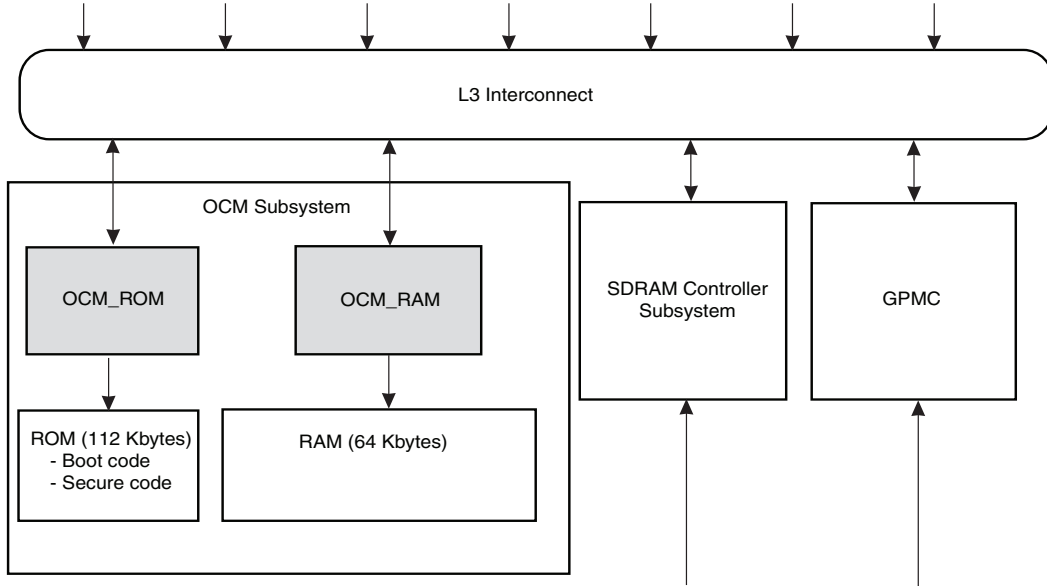 L3 Interconnect
OCM Subsystem
OCM_ROM
OCM_RAM
SDRAM Controller
Subsystem
GPMC
ROM (112 Kbytes)
- Boot code
- Secure code
RAM (64 Kbytes)